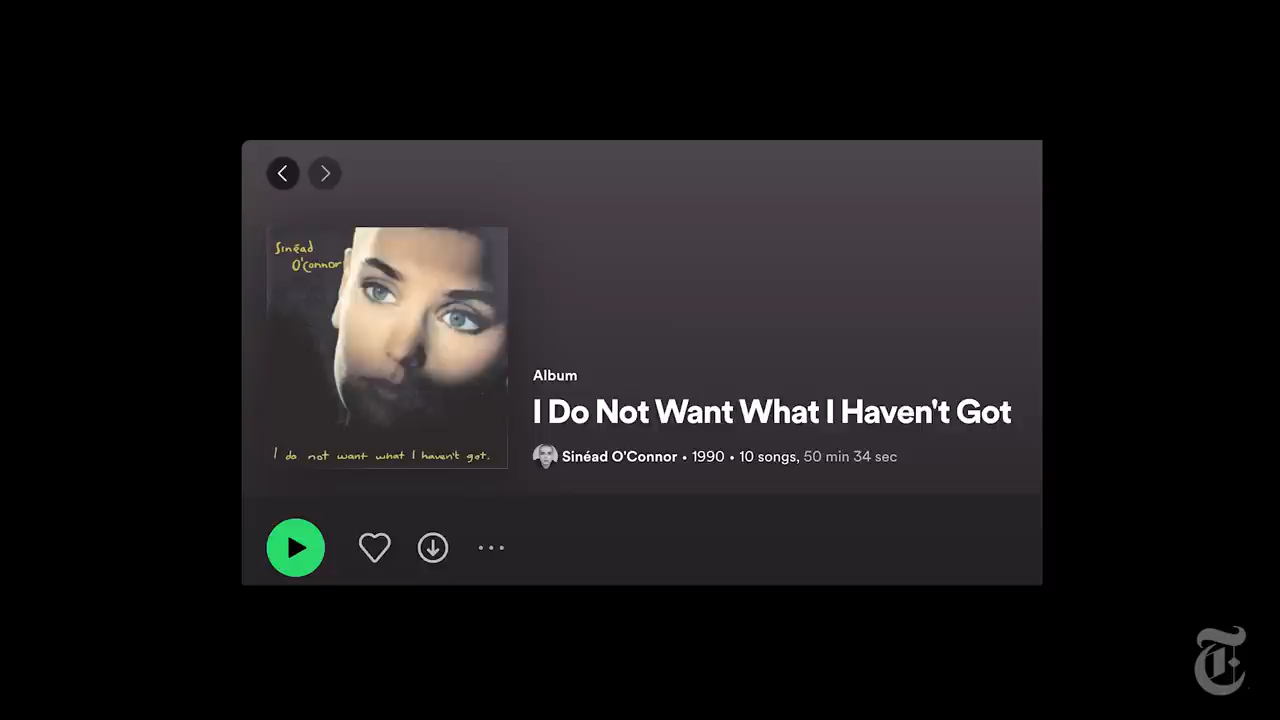 Sinéad
O'Connor
I do not want what I haven't got.
Album
I Do Not Want What I Haven't Got
Sinéad O'Connor • 1990 • 10 songs, 50 min 34 sec
T